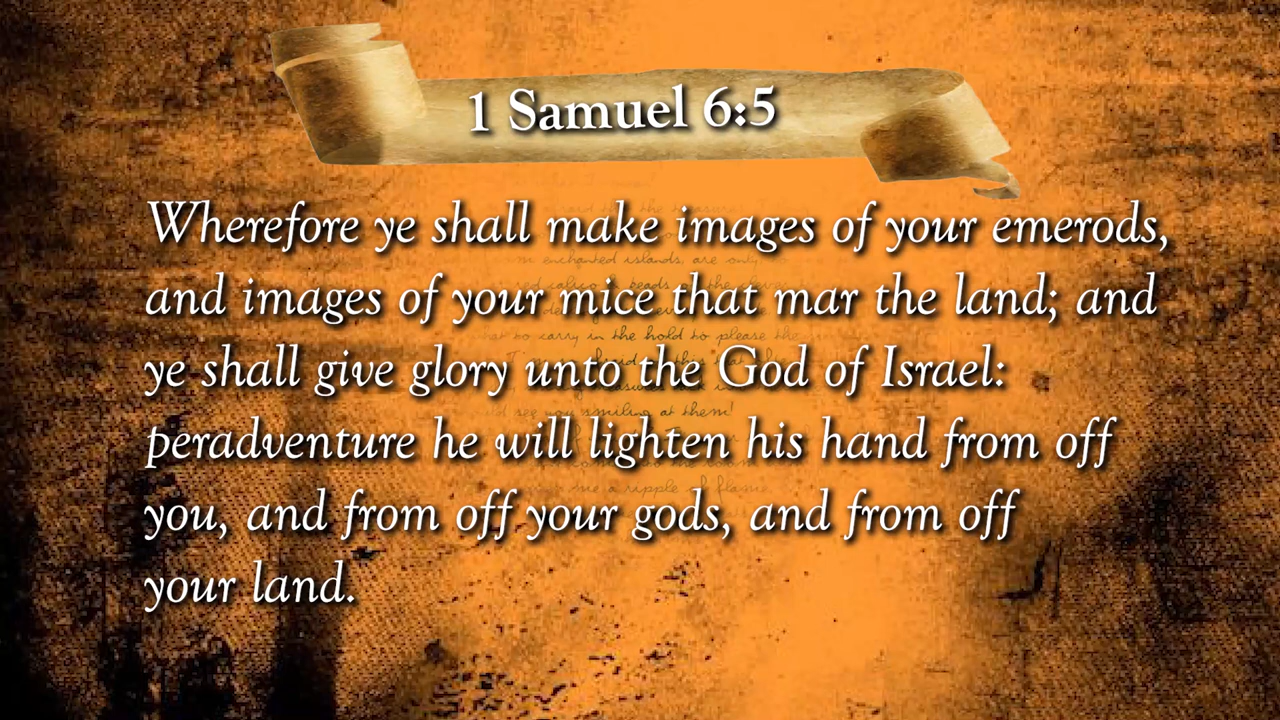 1 Samuel 6:5
Wherefore ye shall make images of your emerods,
and images of your mice that mar the land; and
ye shall give glory unto the God of Israel:
peradventure he will lighten his hand from off
you, and from off your gods, and from off
your land.